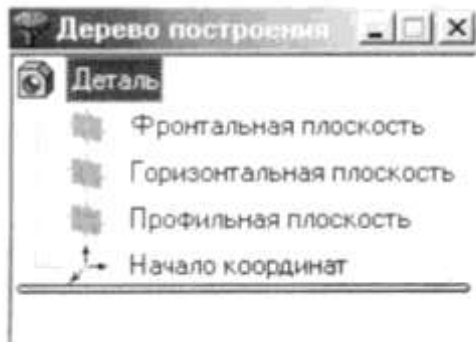 Дерево построения
Деталь
Фронтальная плоскость
Горизонтальная плоскость
Профильная плоскость
Начало координат